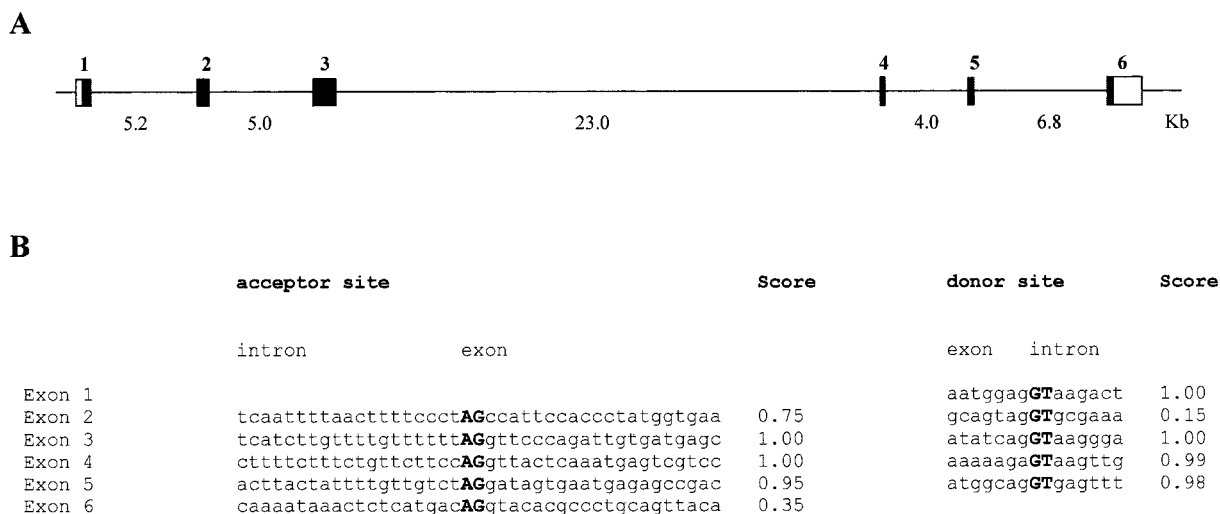 A
1 2 3 4 5 6
5.2 5.0 23.0 4.0 6.8 Kb
B
acceptor site Score donor site Score
intron exon exon intron
Exon 1 aatggagGTaagact 1.00
Exon 2 tcaattttaacttttccctAGccattccaccctatggtgaa 0.75 gcagtagGTgcgaaa 0.15
Exon 3 tcatcttgttttgttttttAGgttcccagattgtgatgagc 1.00 atatcagGTaaggga 1.00
Exon 4 cttttctttctgttcttccAGgttactcaaatgagtcgtcc 1.00 aaaaagaGTaagttg 0.99
Exon 5 acttactattttgttgtctAGgatagtgaatgagagccgac 0.95 atggcagGTgagttt 0.98
Exon 6 caaaataaactctcatgacAGgtacacgccctgcagttaca 0.35